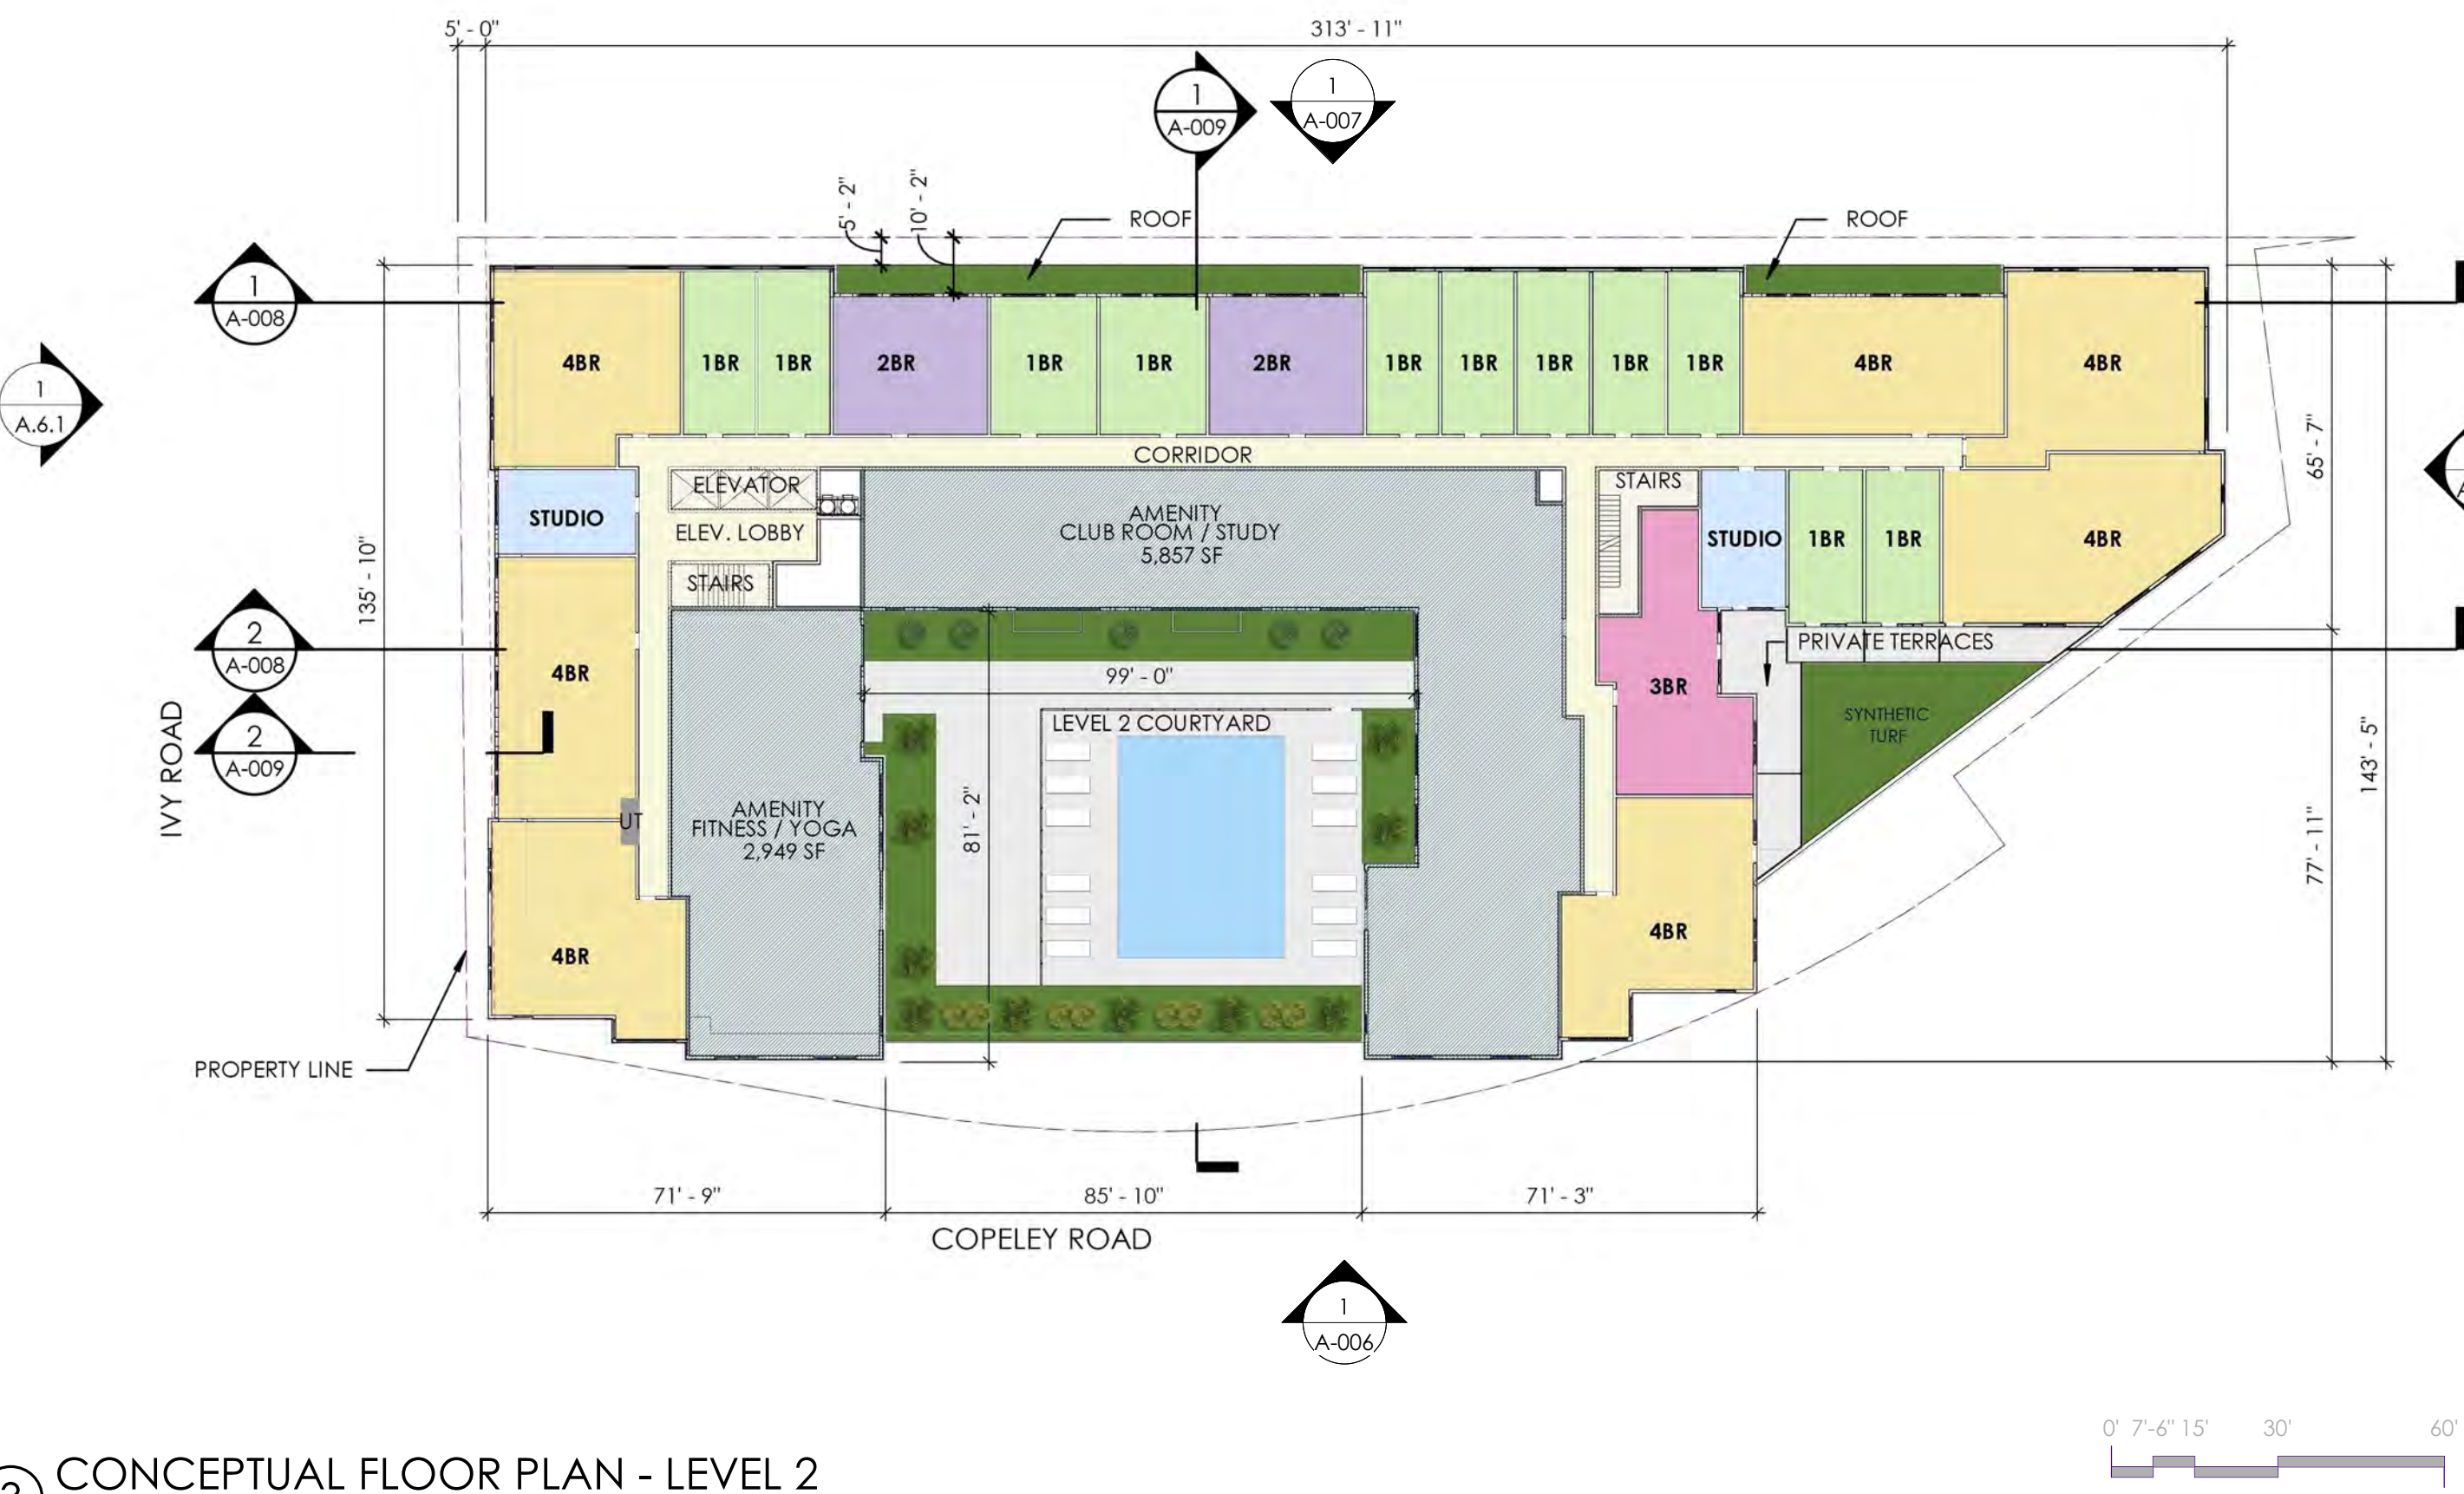 5' - 0"
313' - 11"
1
A-009
1
A-007
5' - 2"
10' - 2"
ROOF
ROOF
1
A-008
1
A.6.1
4BR
1BR
1BR
2BR
1BR
1BR
2BR
1BR
1BR
1BR
1BR
1BR
4BR
4BR
CORRIDOR
65' - 7"
STUDIO
ELEVATOR
ELEV. LOBBY
STAIRS
AMENITY
CLUB ROOM / STUDY
5,857 SF
STAIRS
STUDIO
1BR
1BR
4BR
135' - 10"
2
A-008
4BR
99' - 0"
3BR
PRIVATE TERRACES
SYNTHETIC
TURF
LEVEL 2 COURTYARD
2
A-009
IVY ROAD
143' - 5"
UT
AMENITY
FITNESS / YOGA
2,949 SF
81' - 2"
77' - 11"
4BR
4BR
PROPERTY LINE
71' - 9"
85' - 10"
71' - 3"
COPELEY ROAD
1
A-006
0' 7'-6" 15' 30' 60'
CONCEPTUAL FLOOR PLAN - LEVEL 2